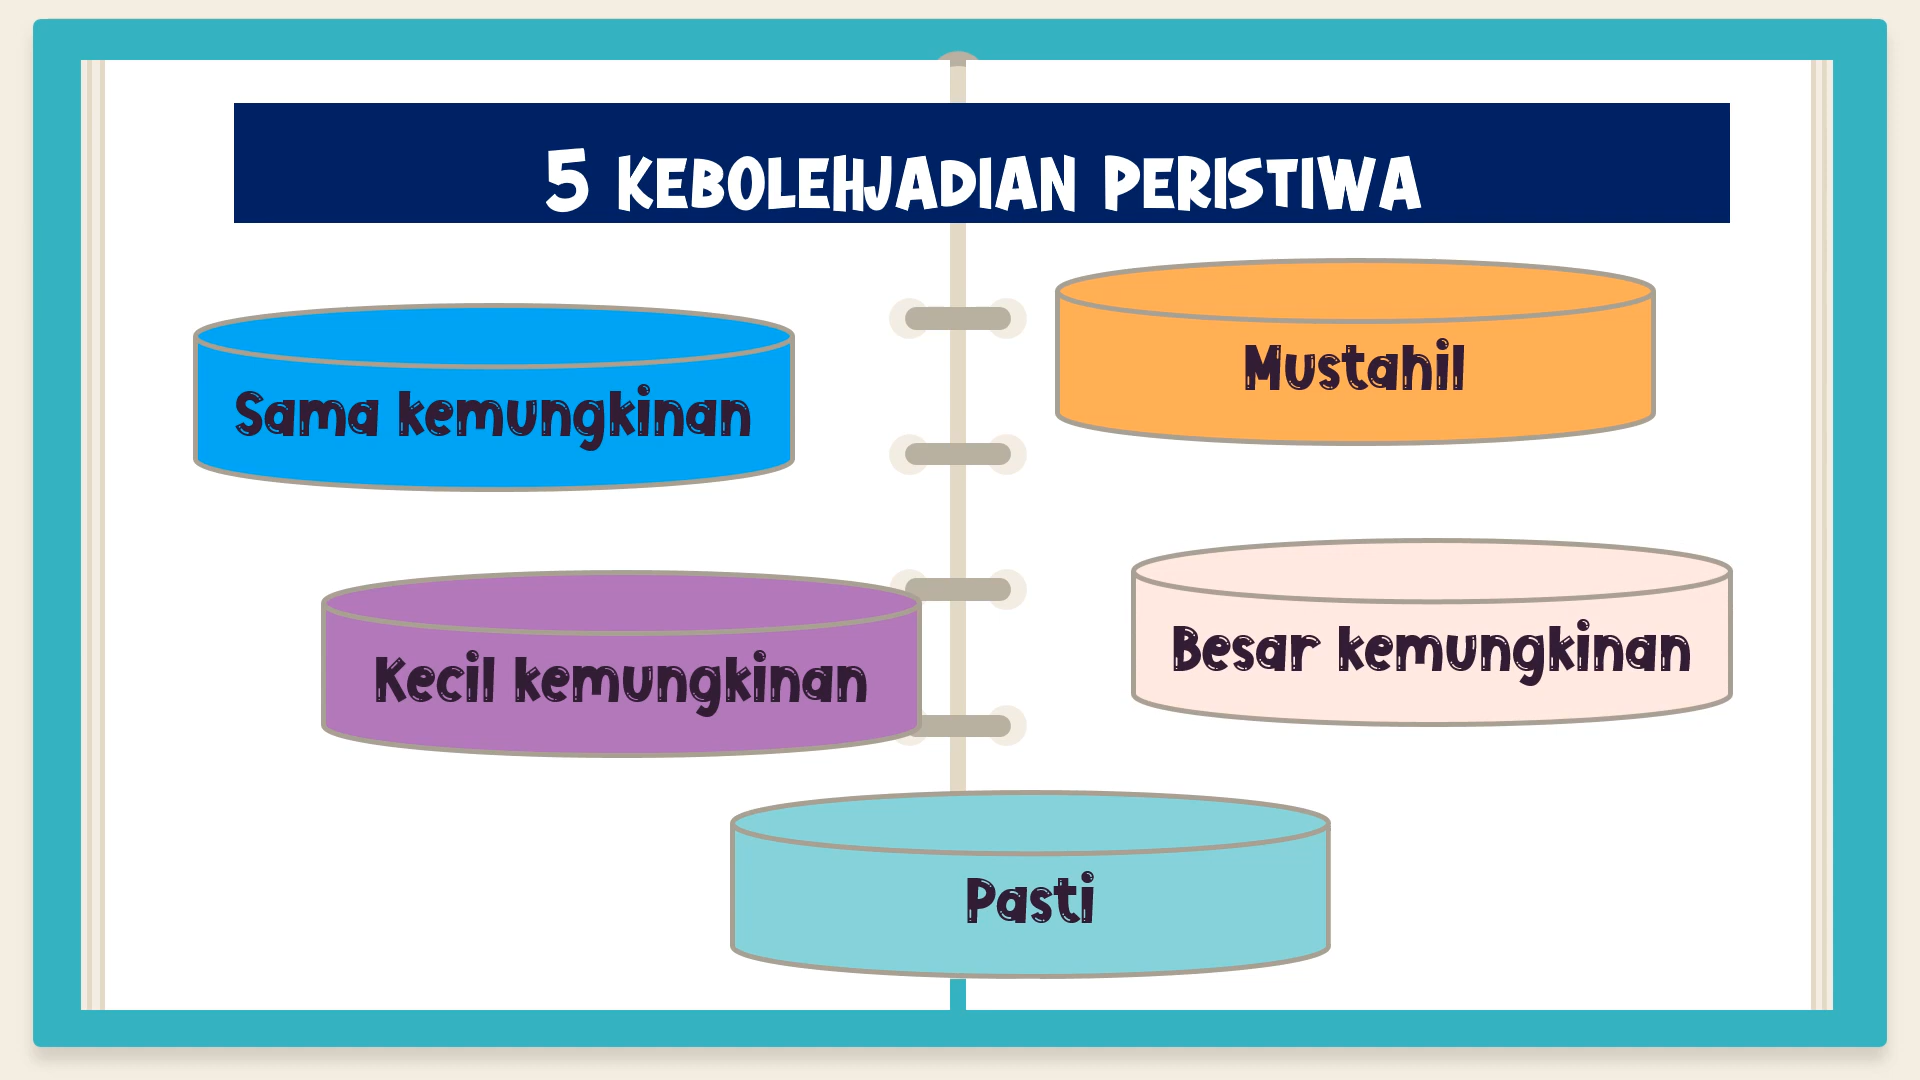 5 KEBOLEHJADIAN PERISTIWA
Sama kemungkinan
Mustahil
Kecil kemungkinan
Besar kemungkinan
Pasti